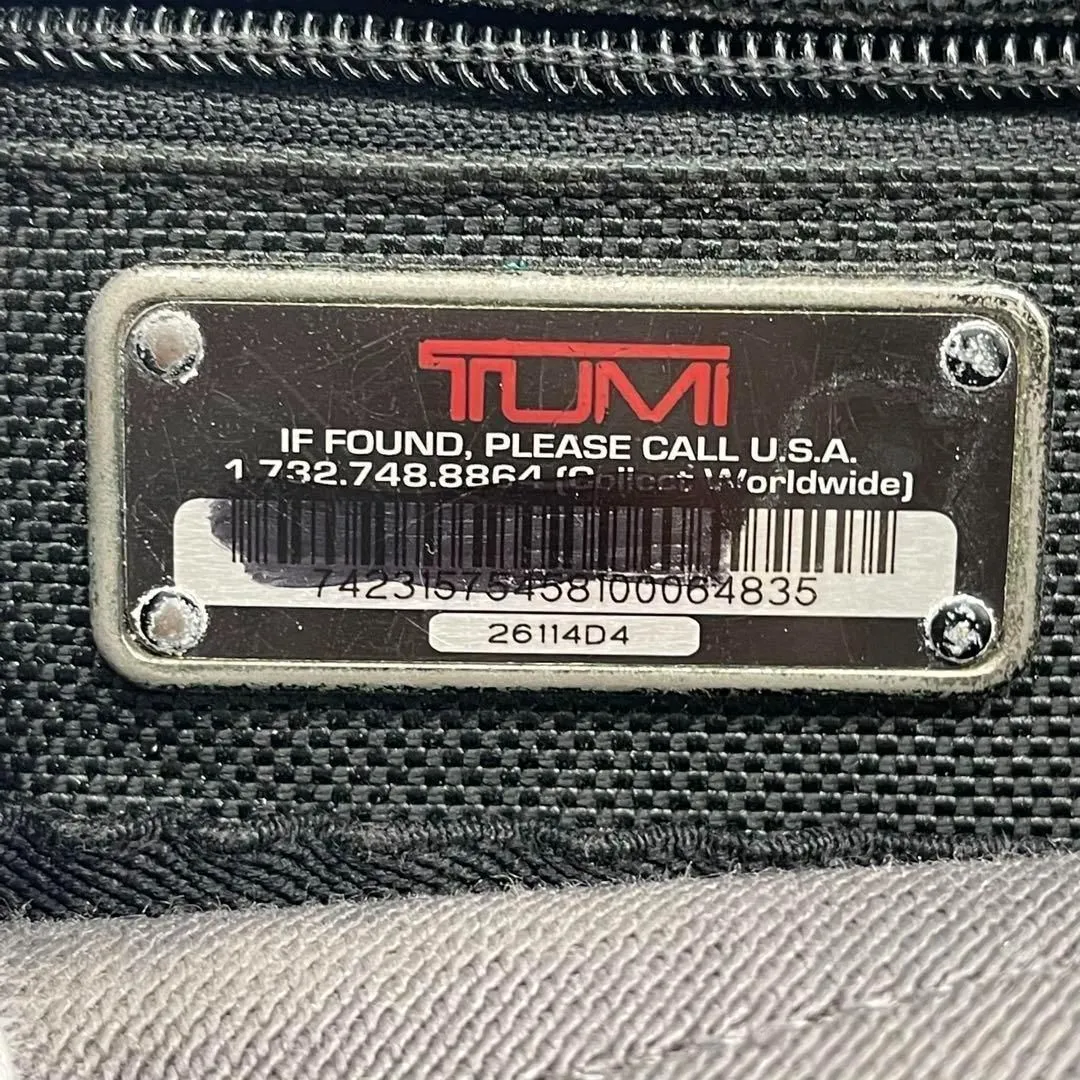 TUMI
IF FOUND, PLEASE CALL U.S.A.
1.732.748.8864 (Collect Worldwide)
74231575458100064835
26114D4